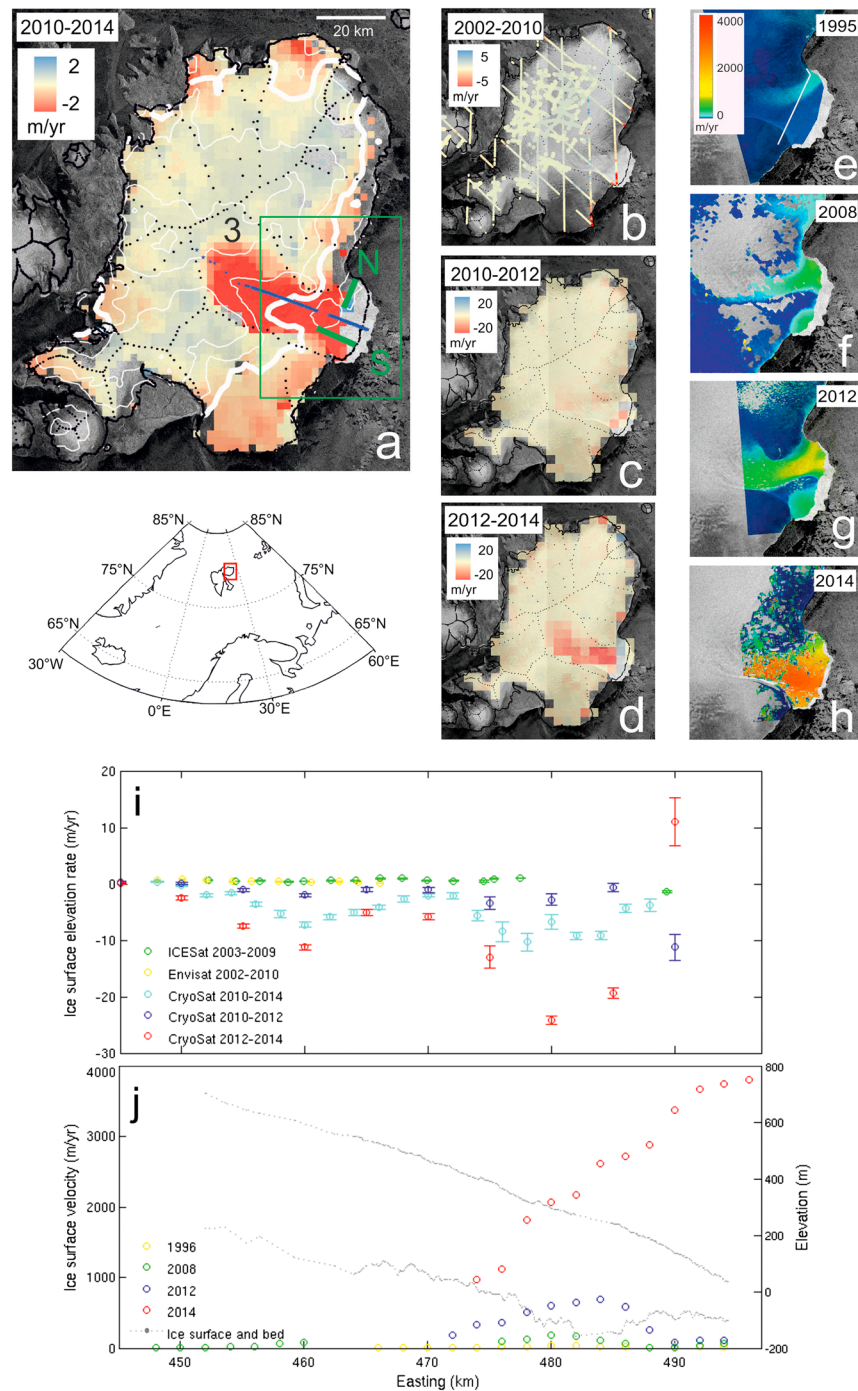 2010-2014
20 km
2
-2
m/yr
3
N
S
a
2002-2010
5
-5
m/yr
b
2010-2012
20
-20
m/yr
c
2012-2014
20
-20
m/yr
d
4000
2000
0
m/yr
1995
e
2008
f
2012
g
2014
h
85°N
85°N
75°N
75°N
65°N
65°N
30°W
60°E
0°E
30°E
i
Ice surface elevation rate (m/yr)
20
10
0
-10
-20
-30
ICESat 2003-2009
Envisat 2002-2010
CryoSat 2010-2014
CryoSat 2010-2012
CryoSat 2012-2014
j
Ice surface velocity (m/yr)
4000
3000
2000
1000
0
800
600
400
200
0
-200
Elevation (m)
1996
2008
2012
2014
Ice surface and bed
450
460
470
480
490
Easting (km)